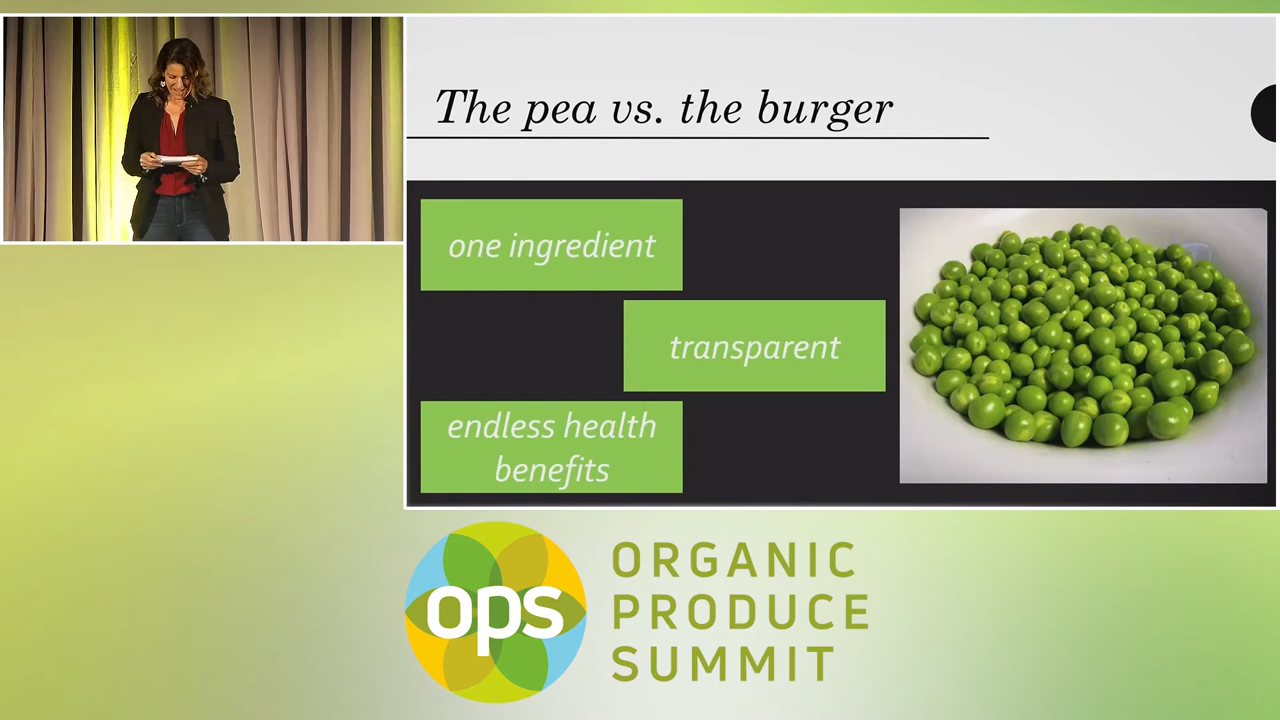 The pea vs. the burger
one ingredient
transparent
endless health
benefits
ops
ORGANIC
PRODUCE
SUMMIT